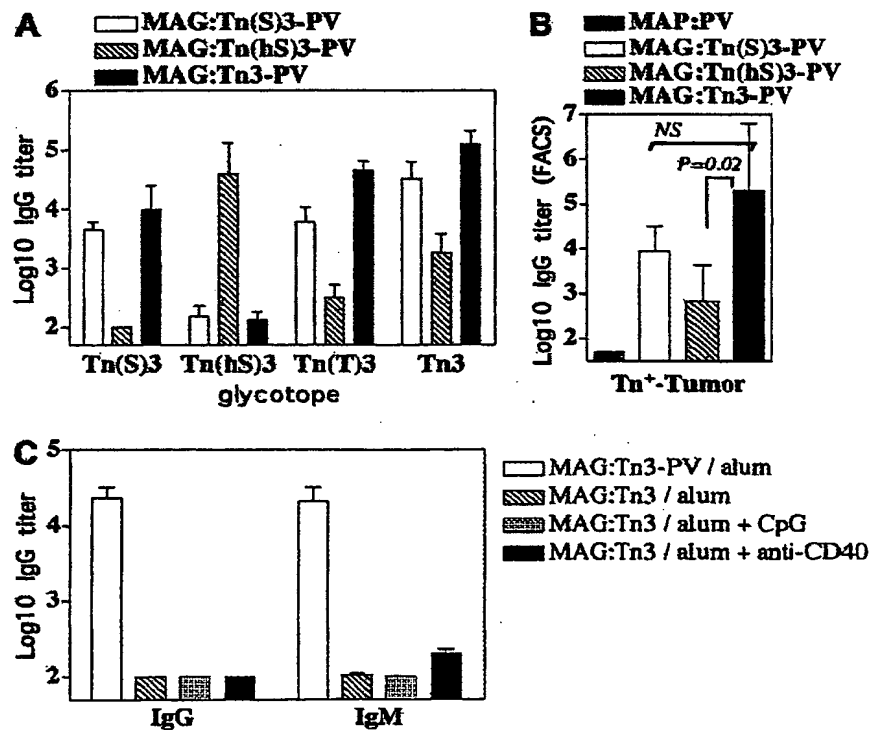 A
MAG:Tn(S)3-PV
MAG:Tn(hS)3-PV
MAG:Tn3-PV
Log10 IgG titer
6
5
4
3
2
Tn(S)3
Tn(hS)3
Tn(T)3
Tn3
glycotope
B
MAP:PV
MAG:Tn(S)3-PV
MAG:Tn(hS)3-PV
MAG:Tn3-PV
Log10 IgG titer (FACS)
7
6
5
4
3
2
NS
P=0.02
Tn⁺-Tumor
C
Log10 IgG titer
5
4
3
2
IgG
IgM
MAG:Tn3-PV / alum
MAG:Tn3 / alum
MAG:Tn3 / alum + CpG
MAG:Tn3 / alum + anti-CD40